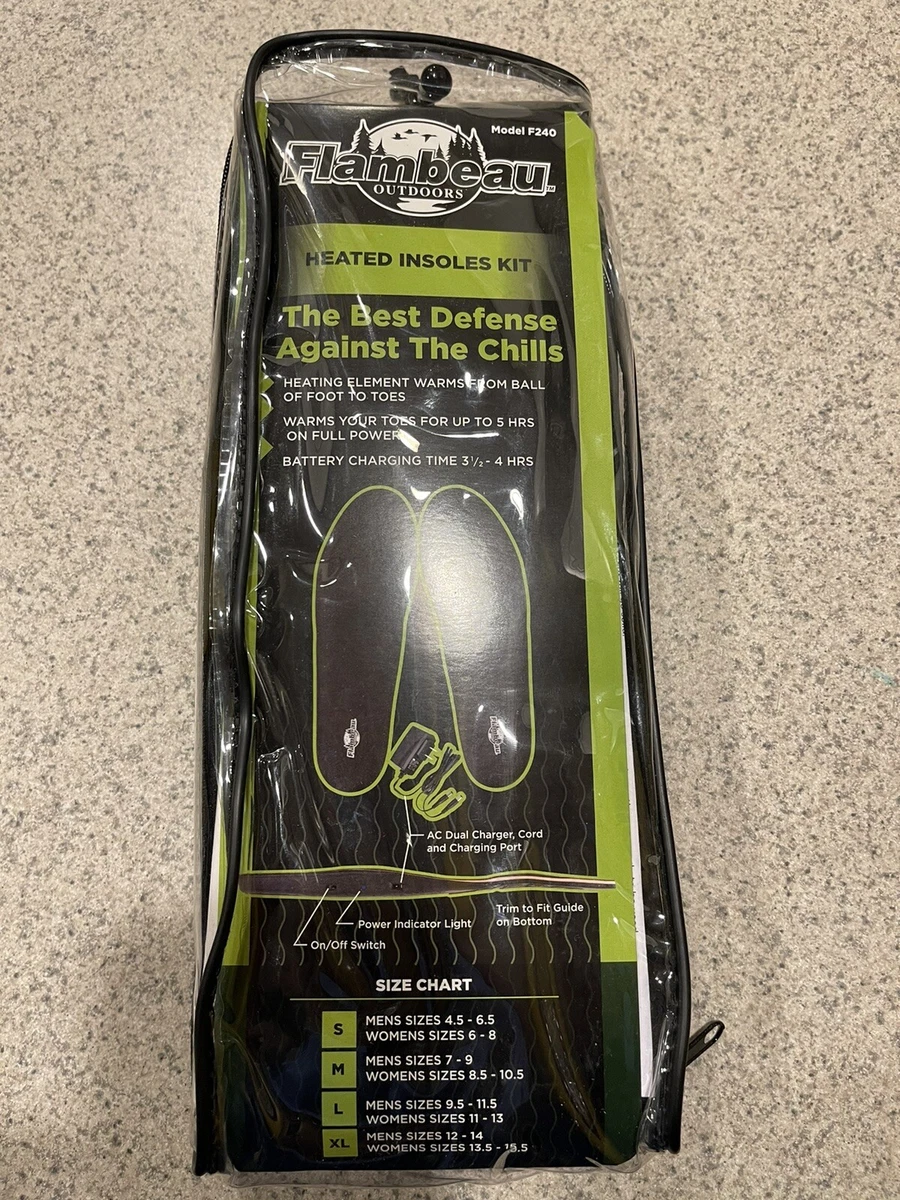 Model F240
Flambeau™
OUTDOORS
HEATED INSOLES KIT
The Best Defense
Against The Chills
HEATING ELEMENT WARMS FROM BALL
OF FOOT TO TOES
WARMS YOUR TOES FOR UP TO 5 HRS
ON FULL POWER
BATTERY CHARGING TIME 3 1/2 - 4 HRS
Flambeau
Flambeau
AC Dual Charger, Cord
and Charging Port
Trim to Fit Guide
on Bottom
Power Indicator Light
On/Off Switch
SIZE CHART
S MENS SIZES 4.5 - 6.5
WOMENS SIZES 6 - 8
M MENS SIZES 7 - 9
WOMENS SIZES 8.5 - 10.5
L MENS SIZES 9.5 - 11.5
WOMENS SIZES 11 - 13
XL MENS SIZES 12 - 14
WOMENS SIZES 13.5 - 15.5